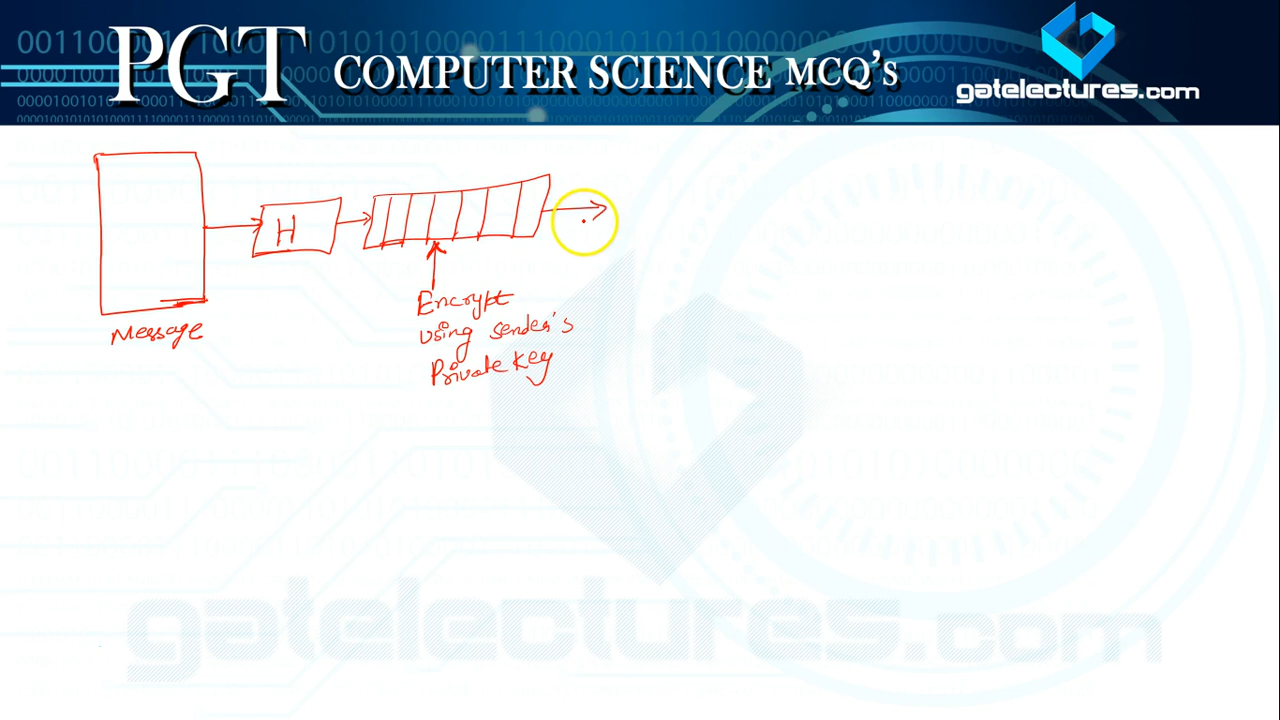 PGT COMPUTER SCIENCE MCQ's
gatelectures.com
H
Message
Encrypt
using sender's
Private Key
gatelectures.com